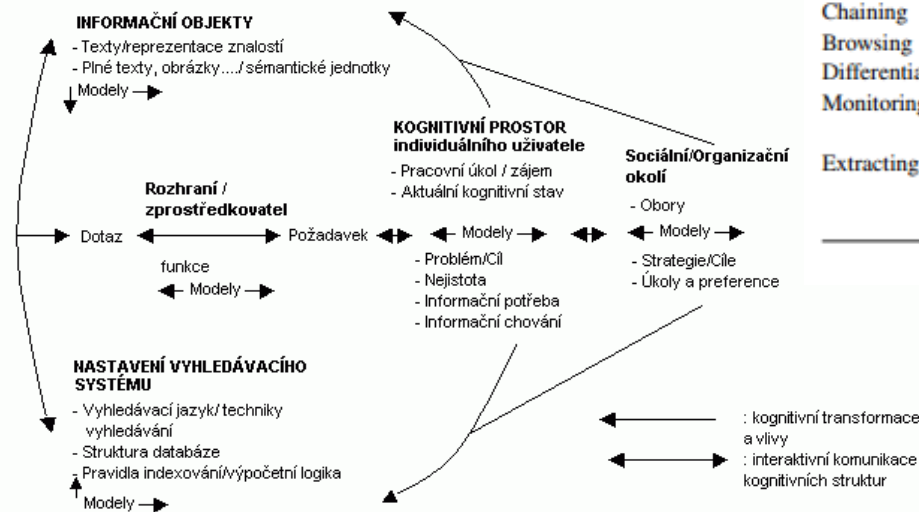 INFORMAČNÍ OBJEKTY
- Texty/reprezentace znalostí
- Plné texty, obrázky..../ sémantické jednotky
Modely
Chaining
Browsing
Monitoring
Extracting
KOGNITIVNÍ PROSTOR
individuálního uživatele
- Pracovní úkol / zájem
- Aktuální kognitivní stav
Sociální/Organizační
okolí
- Obory
Rozhraní /
zprostředkovatel
Dotaz
Požadavek
Modely
Modely
funkce
Modely
- Problém/Cíl
- Nejistota
- Informační potřeba
- Informační chování
- Strategie/Cíle
- Úkoly a preference
NASTAVENÍ VYHLEDÁVACÍHO
SYSTÉMU
- Vyhledávací jazyk/ techniky
vyhledávání
- Struktura databáze
- Pravidla indexování/výpočetní logika
Modely
: kognitivní transformace
a vlivy
: interaktivní komunikace
kognitivních struktur